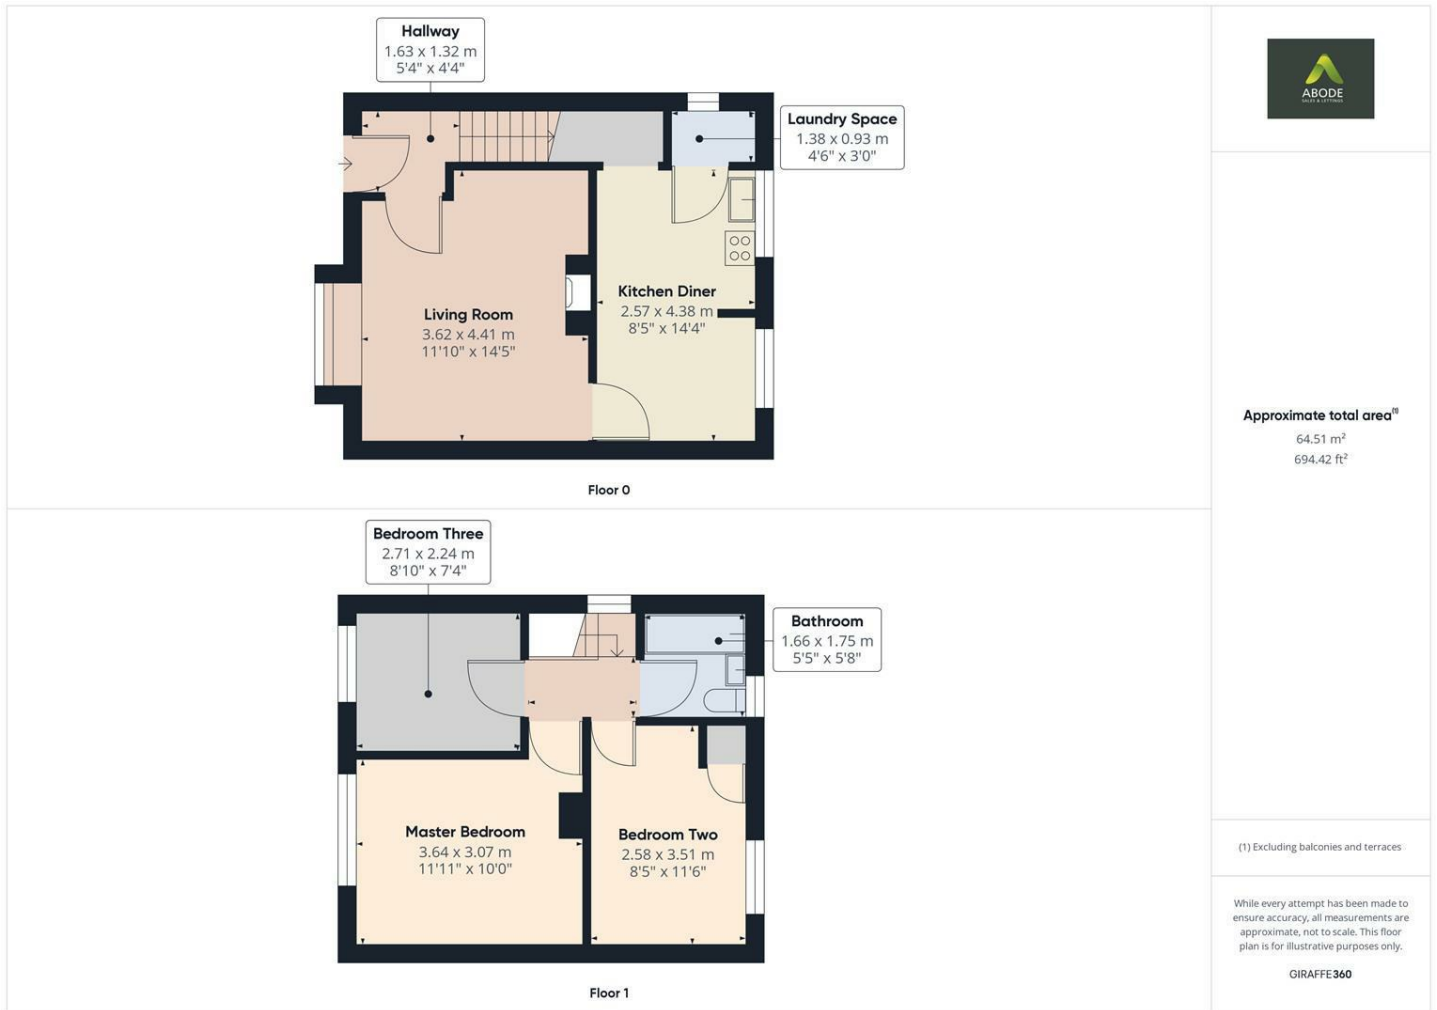 Hallway
1.63 x 1.32 m
5'4" x 4'4"
Laundry Space
1.38 x 0.93 m
4'6" x 3'0"
Kitchen Diner
2.57 x 4.38 m
8'5" x 14'4"
Living Room
3.62 x 4.41 m
11'10" x 14'5"
Floor 0
Bedroom Three
2.71 x 2.24 m
8'10" x 7'4"
Bathroom
1.66 x 1.75 m
5'5" x 5'8"
Master Bedroom
3.64 x 3.07 m
11'11" x 10'0"
Bedroom Two
2.58 x 3.51 m
8'5" x 11'6"
Floor 1
ABODE
SALES & LETTINGS
Approximate total area⁽¹⁾
64.51 m²
694.42 ft²
(1) Excluding balconies and terraces
While every attempt has been made to
ensure accuracy, all measurements are
approximate, not to scale. This floor
plan is for illustrative purposes only.
GIRAFFE360